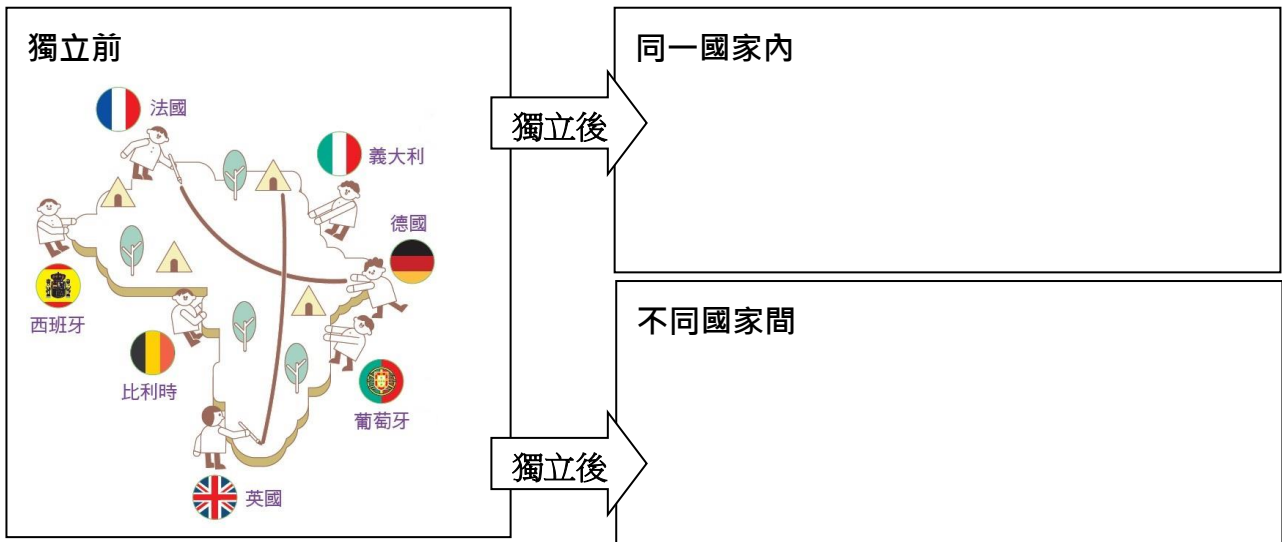 獨立前
法國
義大利
德國
西班牙
比利時
葡萄牙
英國
獨立後
同一國家內
獨立後
不同國家間